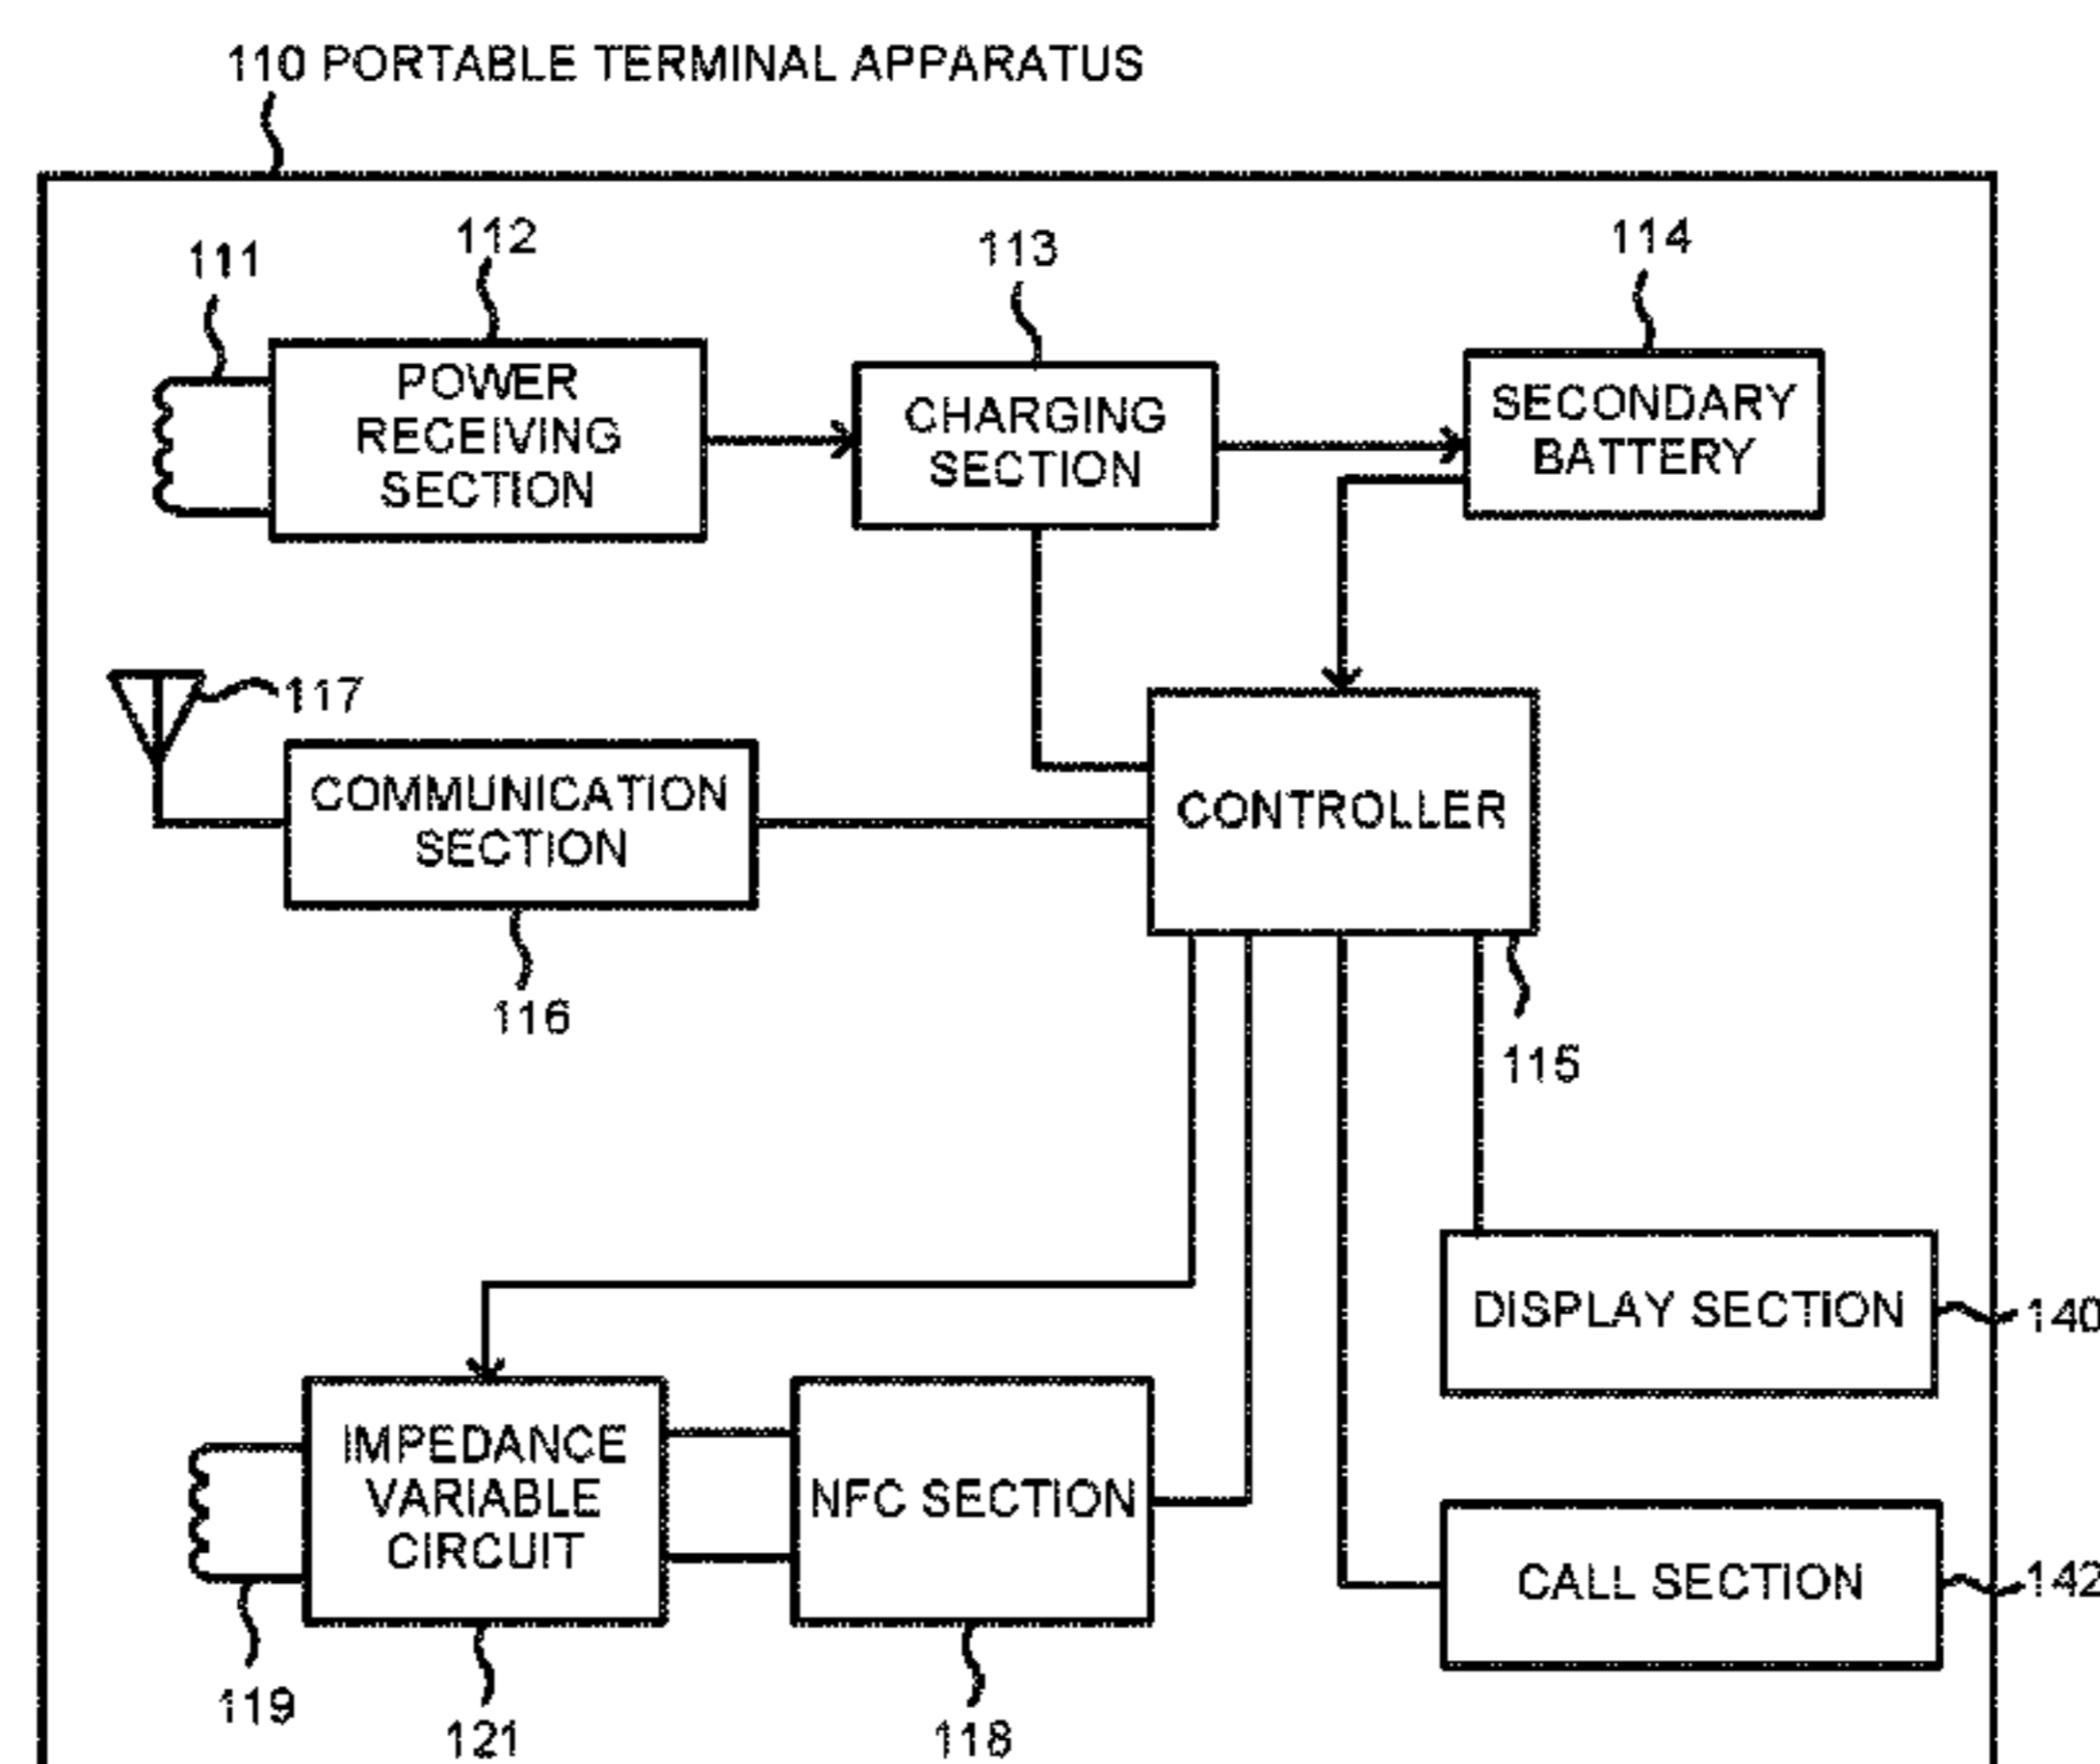 110 PORTABLE TERMINAL APPARATUS
111
112
113
114
POWER
RECEIVING
SECTION
CHARGING
SECTION
SECONDARY
BATTERY
117
COMMUNICATION
SECTION
CONTROLLER
116
115
DISPLAY SECTION
140
IMPEDANCE
VARIABLE
CIRCUIT
NFC SECTION
CALL SECTION
142
119
121
118